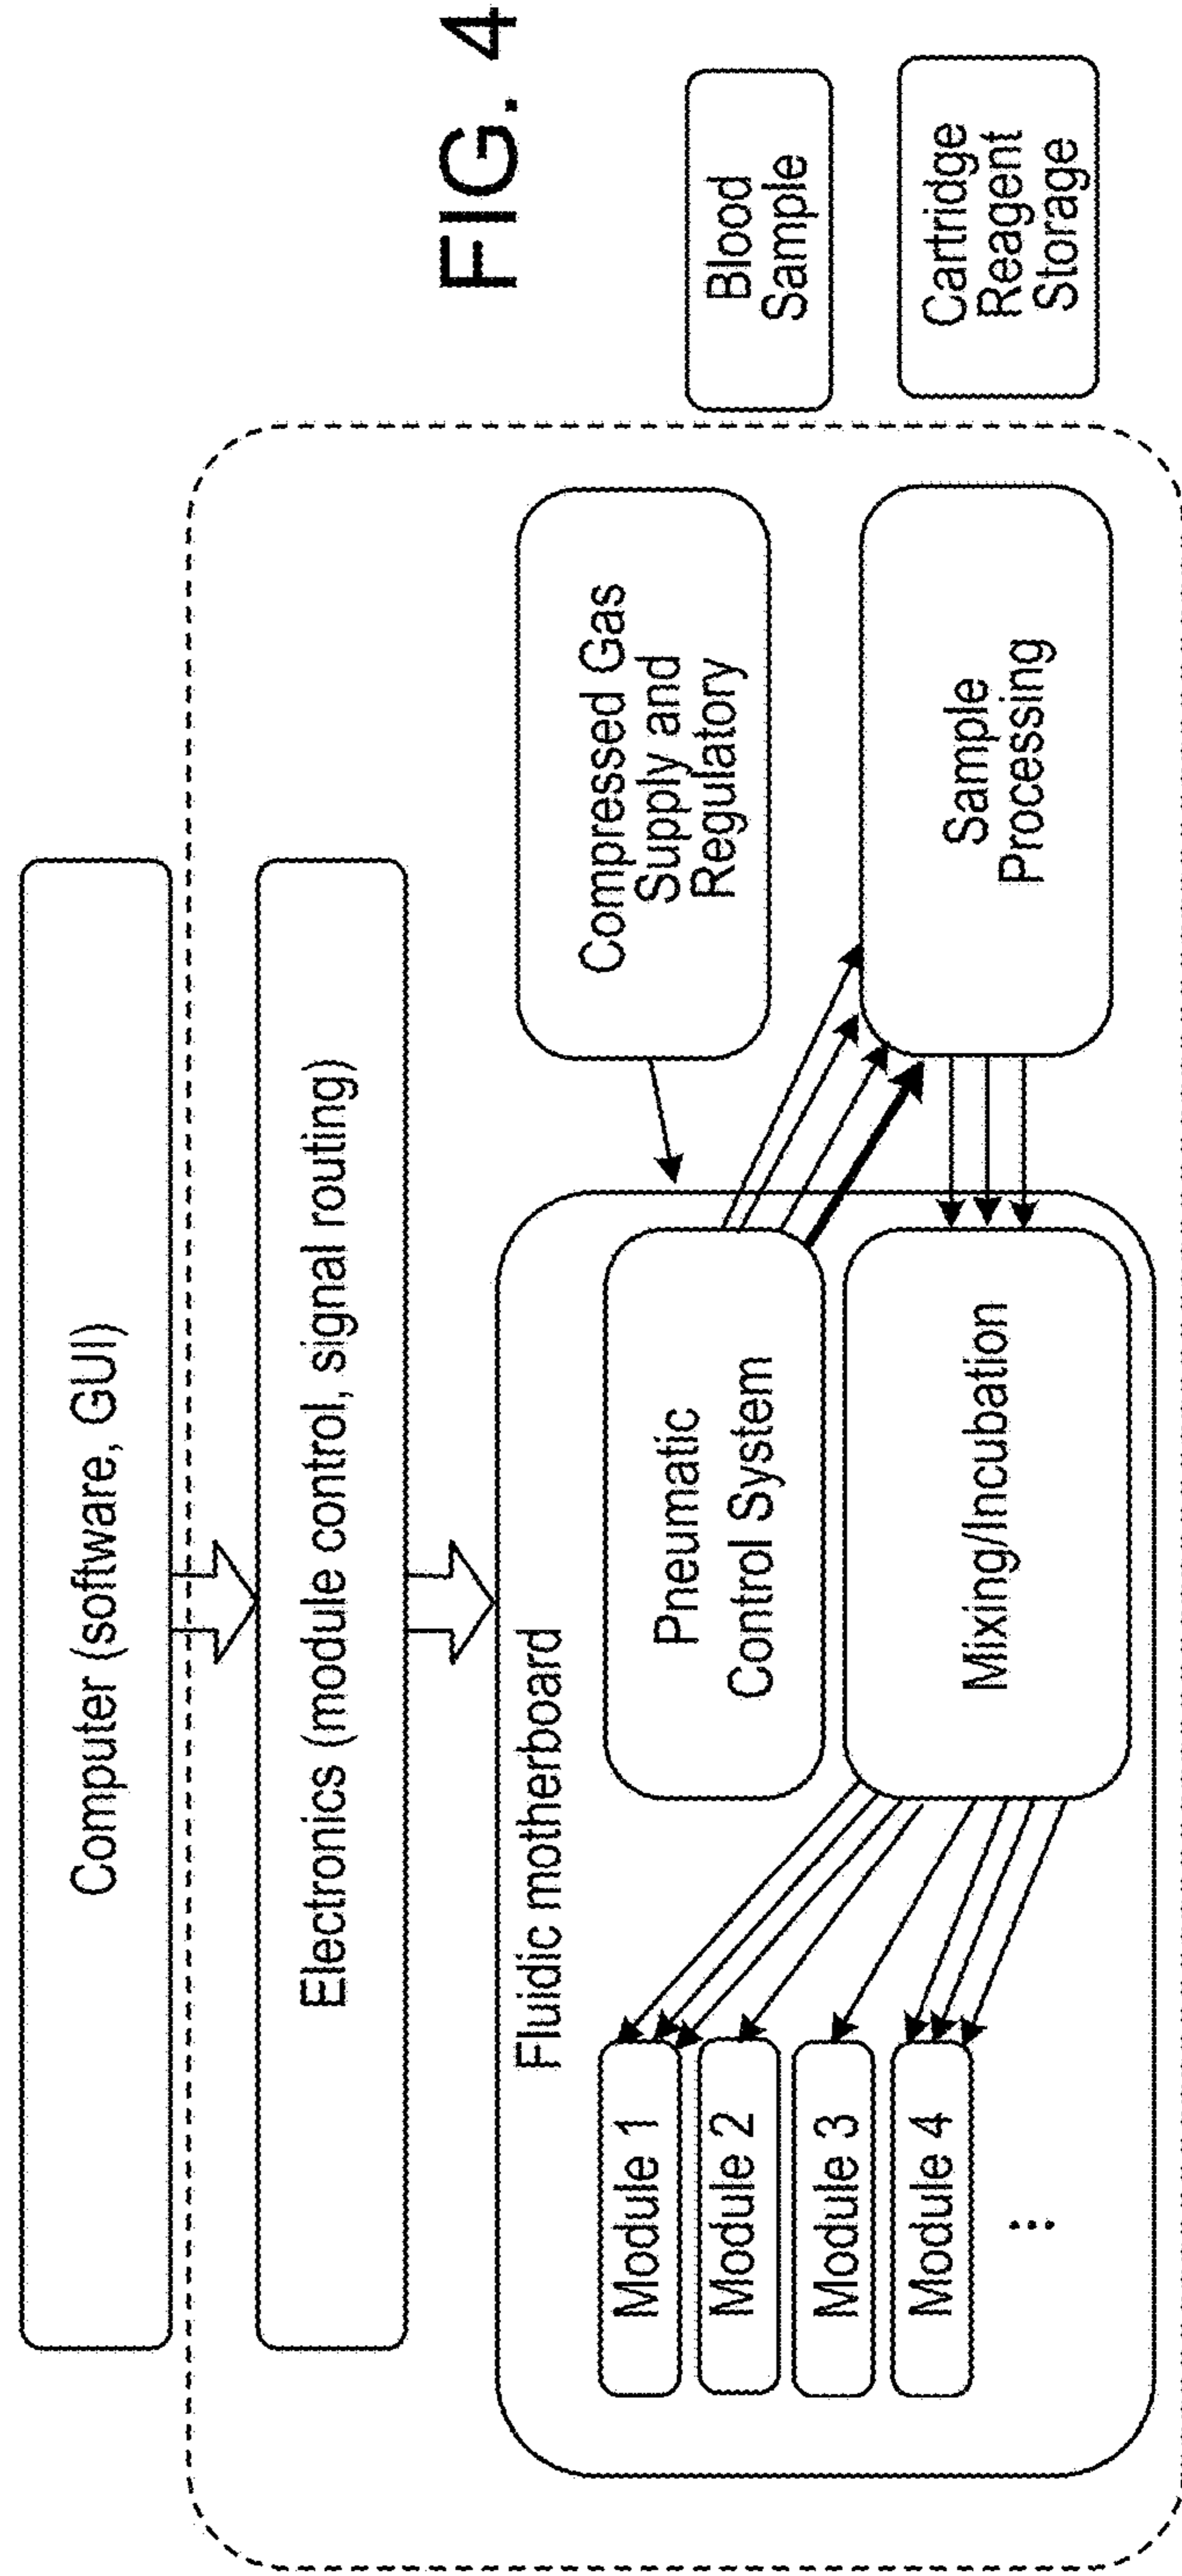 Computer (software, GUI)
Electronics (module control, signal routing)
Fluidic motherboard
Module 1
Module 2
Module 3
Module 4
...
Pneumatic
Control System
Mixing/Incubation
Compressed Gas
Supply and
Regulatory
Sample
Processing
FIG. 4
Blood
Sample
Cartridge
Reagent
Storage